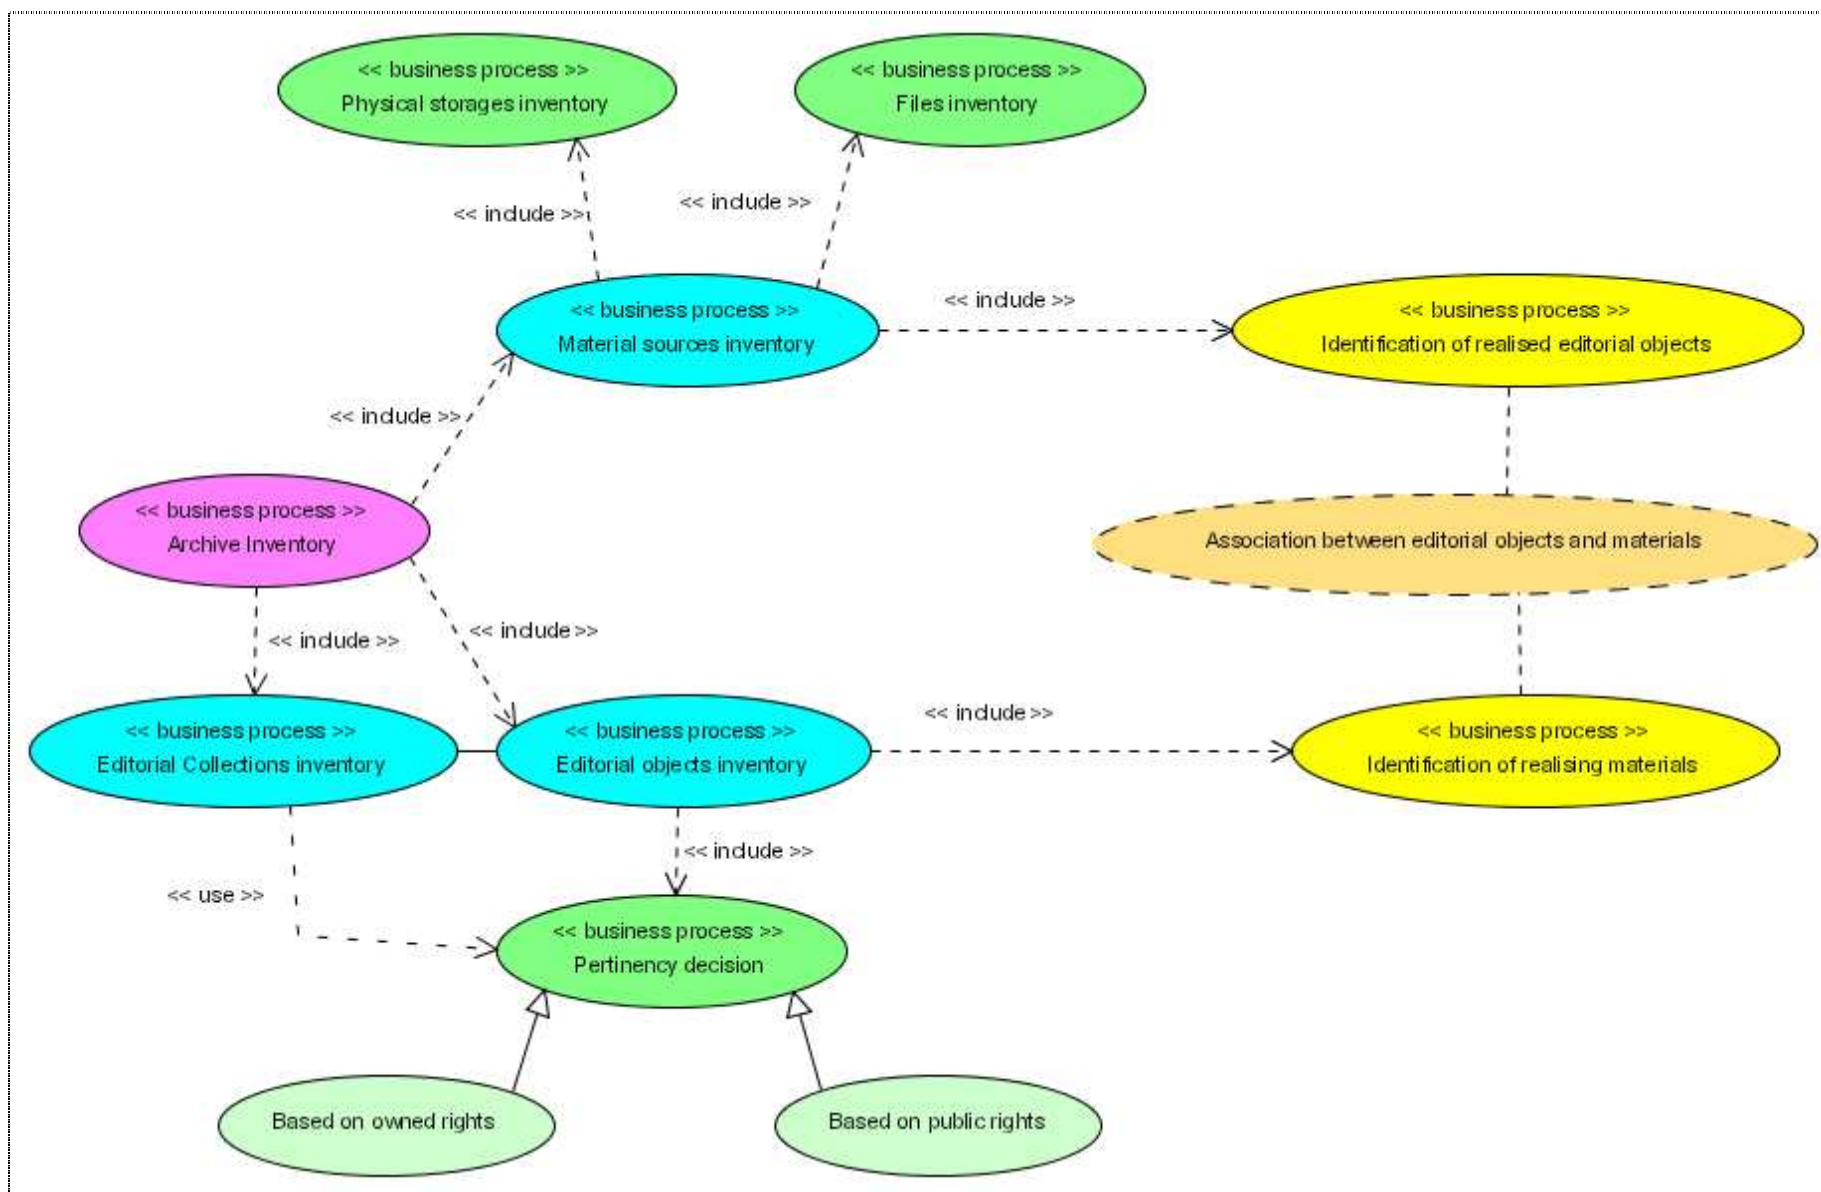 << business process >>
Physical storages inventory
<< business process >>
Files inventory
<< include >>
<< include >>
<< business process >>
Material sources inventory
<< include >>
<< business process >>
Identification of realised editorial objects
<< include >>
<< business process >>
Archive Inventory
Association between editorial objects and materials
<< include >>
<< include >>
<< business process >>
Editorial Collections inventory
<< business process >>
Editorial objects inventory
<< include >>
<< business process >>
Identification of realising materials
<< include >>
<< use >>
<< business process >>
Pertinency decision
Based on owned rights
Based on public rights